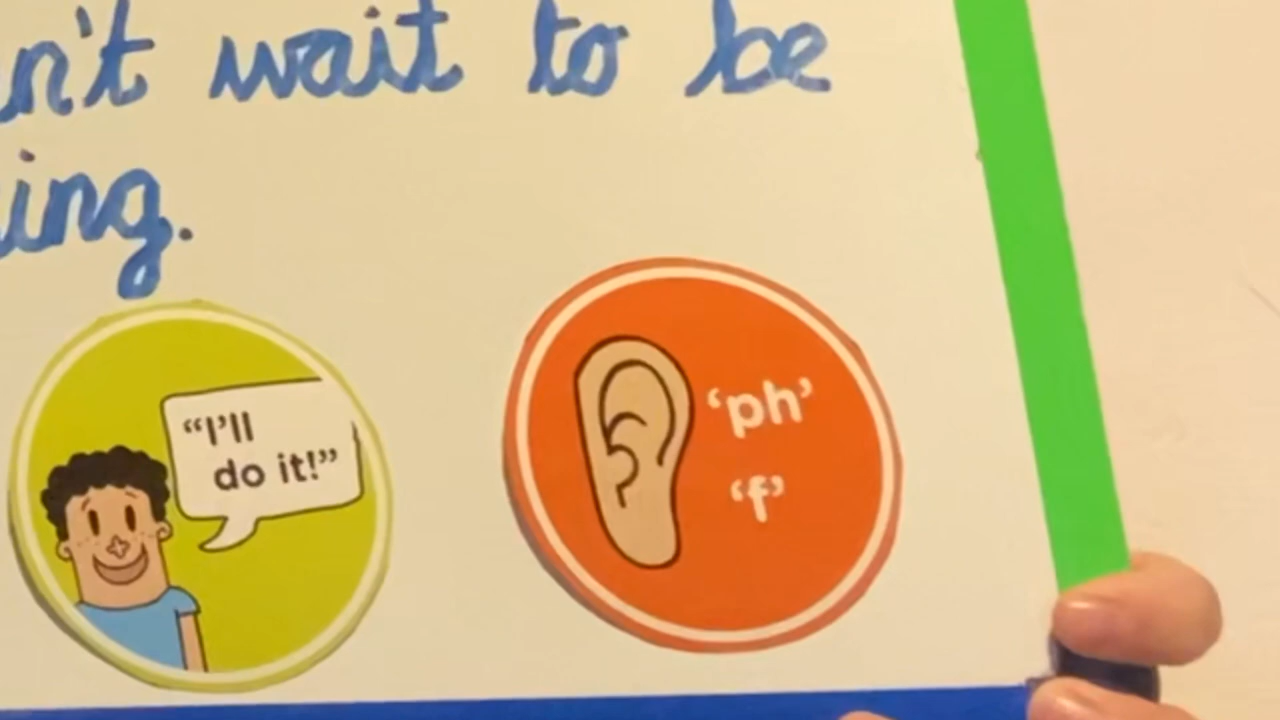 n't wait to be
ing.
“I'll
do it!”
‘ph’
‘f’